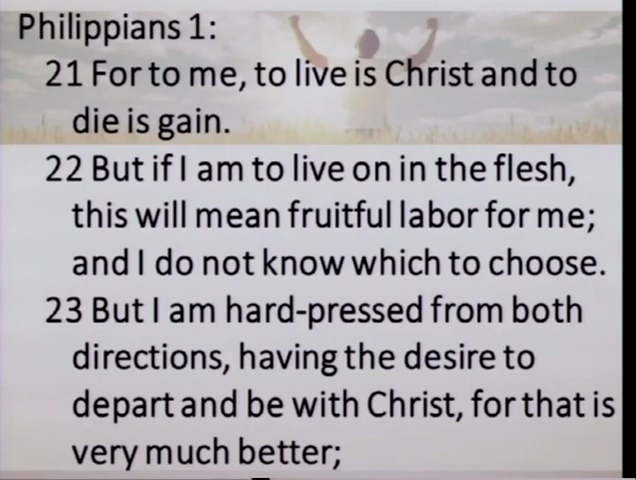 Philippians 1:
21 For to me, to live is Christ and to
die is gain.
22 But if I am to live on in the flesh,
this will mean fruitful labor for me;
and I do not know which to choose.
23 But I am hard-pressed from both
directions, having the desire to
depart and be with Christ, for that is
very much better;